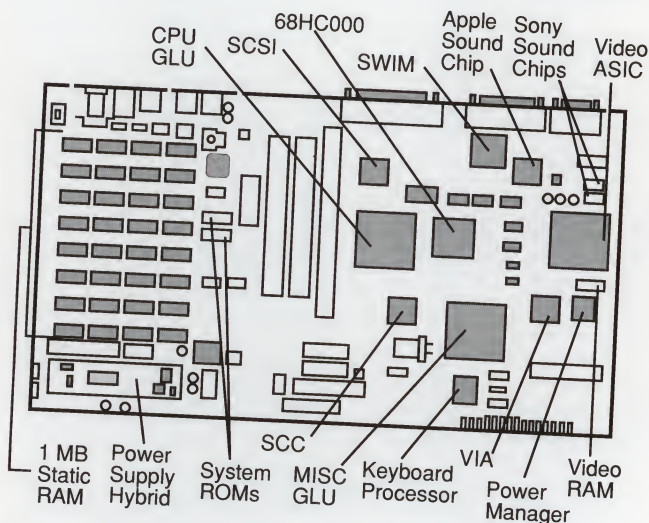 CPU
GLU
SCSI
68HC000
SWIM
Apple
Sound
Chip
Sony
Sound
Chips
Video
ASIC
1 MB
Static
RAM
Power
Supply
Hybrid
System
ROMs
SCC
MISC
GLU
Keyboard
Processor
VIA
Power
Manager
Video
RAM